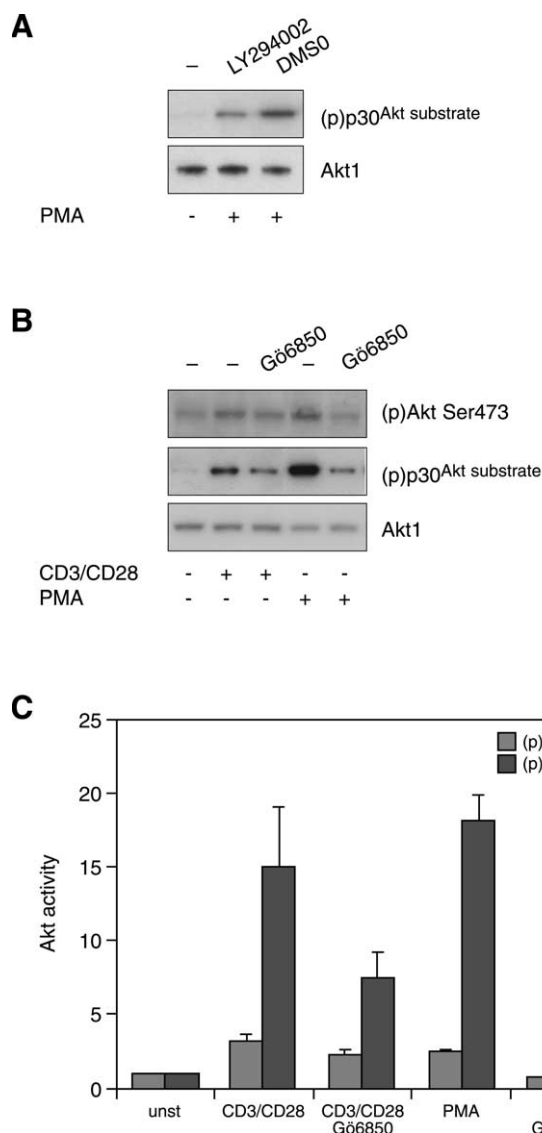 A
– LY294002 DMS0
(p)p30Akt substrate
Akt1
PMA - + +
B
– – Gö6850 – Gö6850
(p)Akt Ser473
(p)p30Akt substrate
Akt1
CD3/CD28 - + + - -
PMA - - - + +
C
25
(p)
(p)
20
15
10
5
0
Akt activity
unst CD3/CD28 CD3/CD28 PMA
Gö6850 G